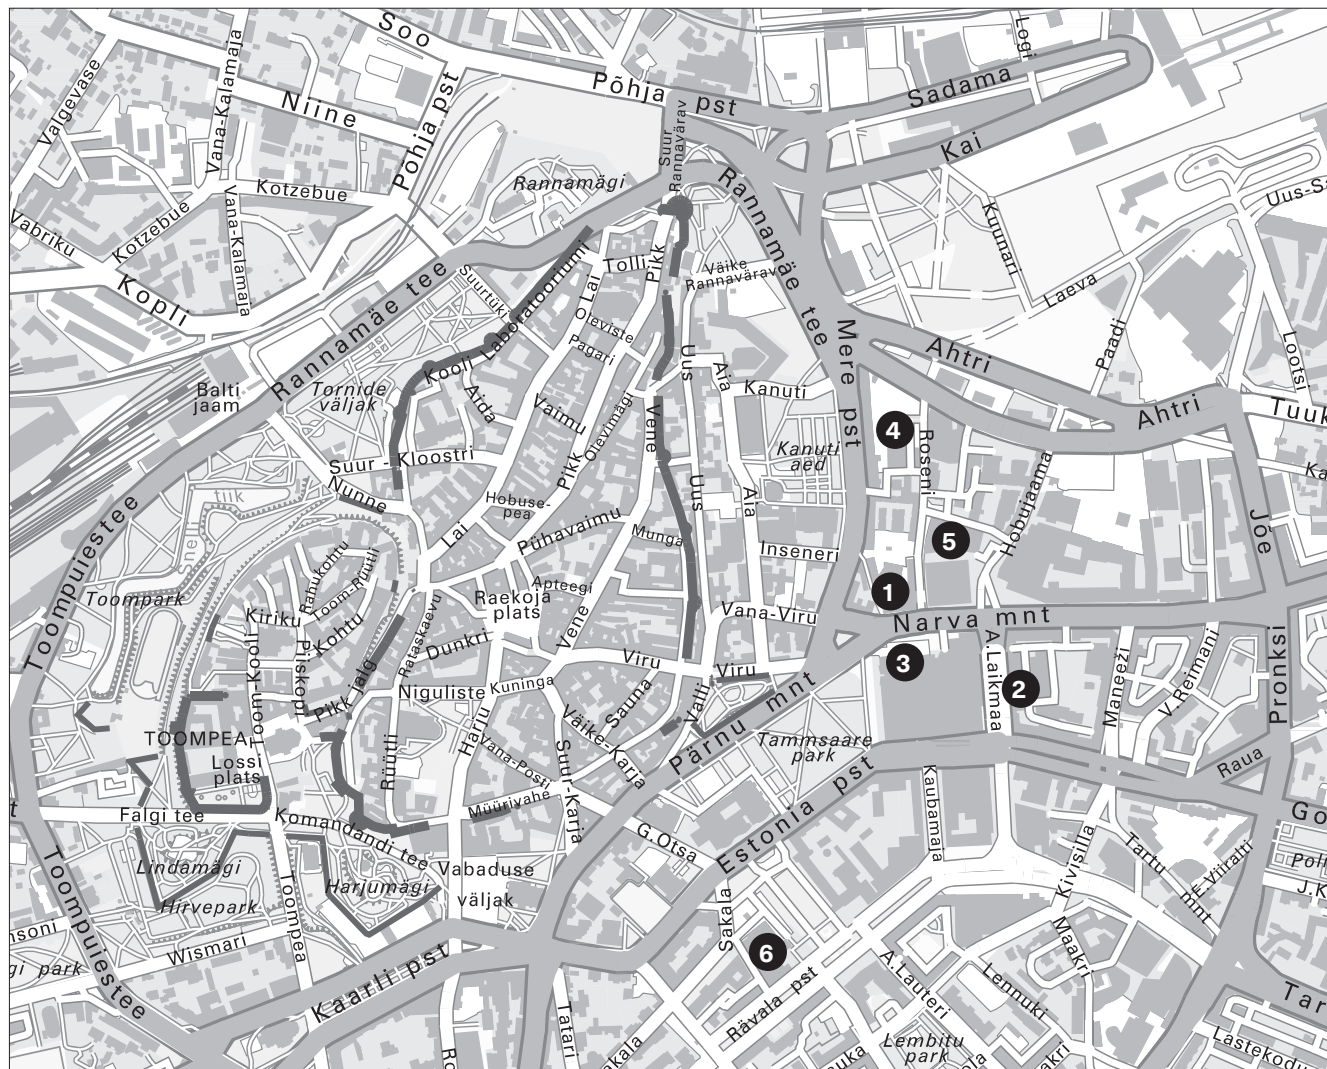 Soo
Logi
Sadama
Põhja pst
Valgevase
Vana-Kalamaja
Niine
Põhja pst
Suur
Rannavärav
Kai
Rannamägi
Kotzebue
Kotzebue
Vana-Kalamaja
Vabriku
Kopli
Rannamäe tee
Kuunari
Tolli
Pikk
Väike
Rannavärav
Suurtüki
Laboratooriumi
Lai
Oleviste
Pagari
Laeva
Paadi
Rannamäe tee
Mere pst
Ahtri
Ahtri
Lootsi
Tuuk
Balti
jaam
Tornide
väljak
Kooli
Aida
Vaimu
Uus
Aia
Kanuti
4
Roseni
Vene
Olevimägi
Pikk
Suur - Kloostri
Nunne
Kanuti
aed
Hobujaama
tiik
Shelli
Lai
Hobuse-
pea
Pühavaimu
Munga
Uus
Aia
Inseneri
5
Jõe
Toompuiestee
Toompark
Rahukohtu
Toom-Rüütli
Kiriku
Kohtu
Piiskopi
Toom-Kooli
Raekoja
plats
Apteegi
Vene
Dunkri
Rataskaevu
Pikk jalg
Vana-Viru
1
Narva mnt
3
A.Laikmaa
2
Maneeži
V.Reimani
Pronksi
Viru
Viru
Niguliste
Kuninga
Sauna
Valli
Väike-Karja
Pärnu mnt
Harju
Rüütli
Vana-Posti
Suur-Karja
Müürivahe
TOOMPEA
Lossi
plats
Tammsaare
park
Estonia pst
Raua
Falgi tee
Komandandi tee
G.Otsa
Kaubamaja
Kivisilla
Tartu
mnt
E.Viiralti
Go
Lindamägi
Hirvepark
Harjumägi
Toompea
Vabaduse
väljak
Toompuiestee
Wismari
Kaarli pst
Sakala
6
Rävala pst
A.Lauteri
Lennuki
Maakri
Lembitu
park
Tatari
Tar
Lastekodu
J.K